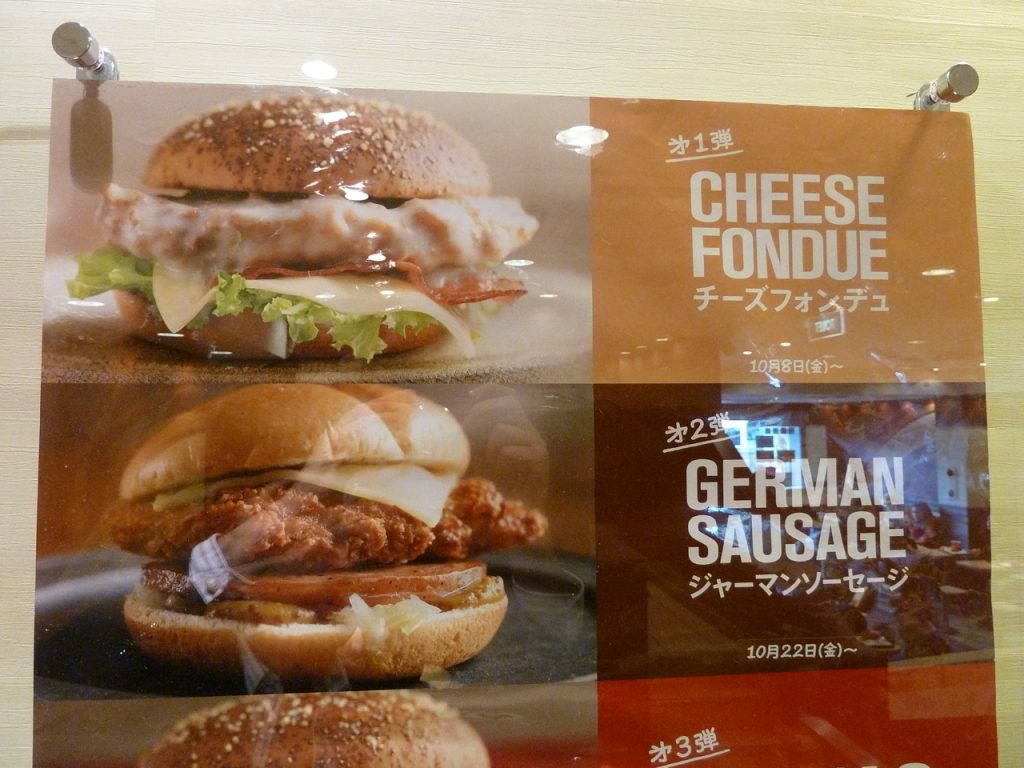 第1弾
CHEESE
FONDUE
チーズフォンデュ
10月8日(金)~
第2弾
GERMAN
SAUSAGE
ジャーマンソーセージ
10月22日(金)~
第3弾